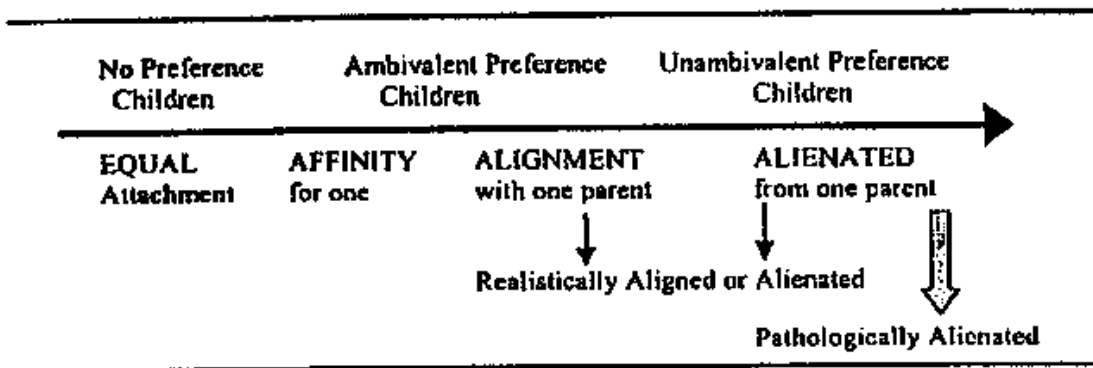 No Preference Ambivalent Preference Unambivalent Preference
Children Children Children
EQUAL AFFINITY ALIGNMENT ALIENATED
Attachment for one with one parent from one parent
Realistically Aligned or Alienated
Pathologically Alienated